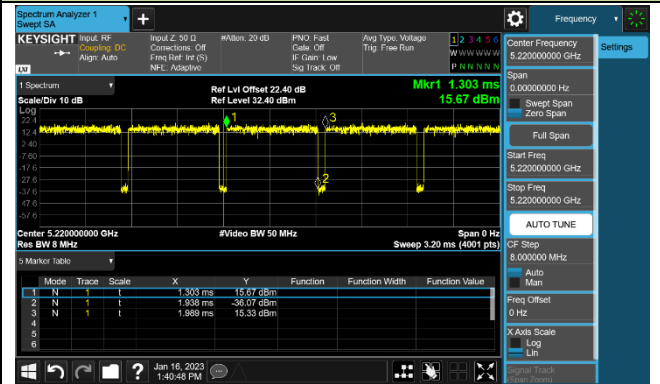 Spectrum Analyzer 1
Swept SA
Frequency
KEYSIGHT
Input: RF
Coupling: DC
Align: Auto
Input Z: 50 Ω
Corrections: Off
Freq Ref: Int (S)
NFE: Adaptive
#Atten: 20 dB
PNO: Fast
Gate: Off
IF Gain: Low
Sig Track: Off
Avg Type: Voltage
Trig: Free Run
1 2 3 4 5 6
W W W W W W
P N N N N N
LXI
1 Spectrum
Scale/Div 10 dB
Ref Lvl Offset 22.40 dB
Ref Level 32.40 dBm
Mkr1 1.303 ms
15.67 dBm
Log
22.4
12.4
2.40
-7.60
-17.6
-27.6
-37.6
-47.6
-57.6
1
2
3
Center 5.220000000 GHz
Res BW 8 MHz
#Video BW 50 MHz
Span 0 Hz
Sweep 3.20 ms (4001 pts)
5 Marker Table
Mode Trace Scale X Y Function Function Width Function Value
1 N 1 t 1.303 ms 15.67 dBm
2 N 1 t 1.938 ms -36.07 dBm
3 N 1 t 1.989 ms 15.33 dBm
4
5
6
Jan 16, 2023
1:40:48 PM
Center Frequency
5.220000000 GHz
Settings
Span
0.00000000 Hz
Swept Span
Zero Span
Full Span
Start Freq
5.220000000 GHz
Stop Freq
5.220000000 GHz
AUTO TUNE
CF Step
8.000000 MHz
Auto
Man
Freq Offset
0 Hz
X Axis Scale
Log
Lin
Signal Track
(Span Zoom)